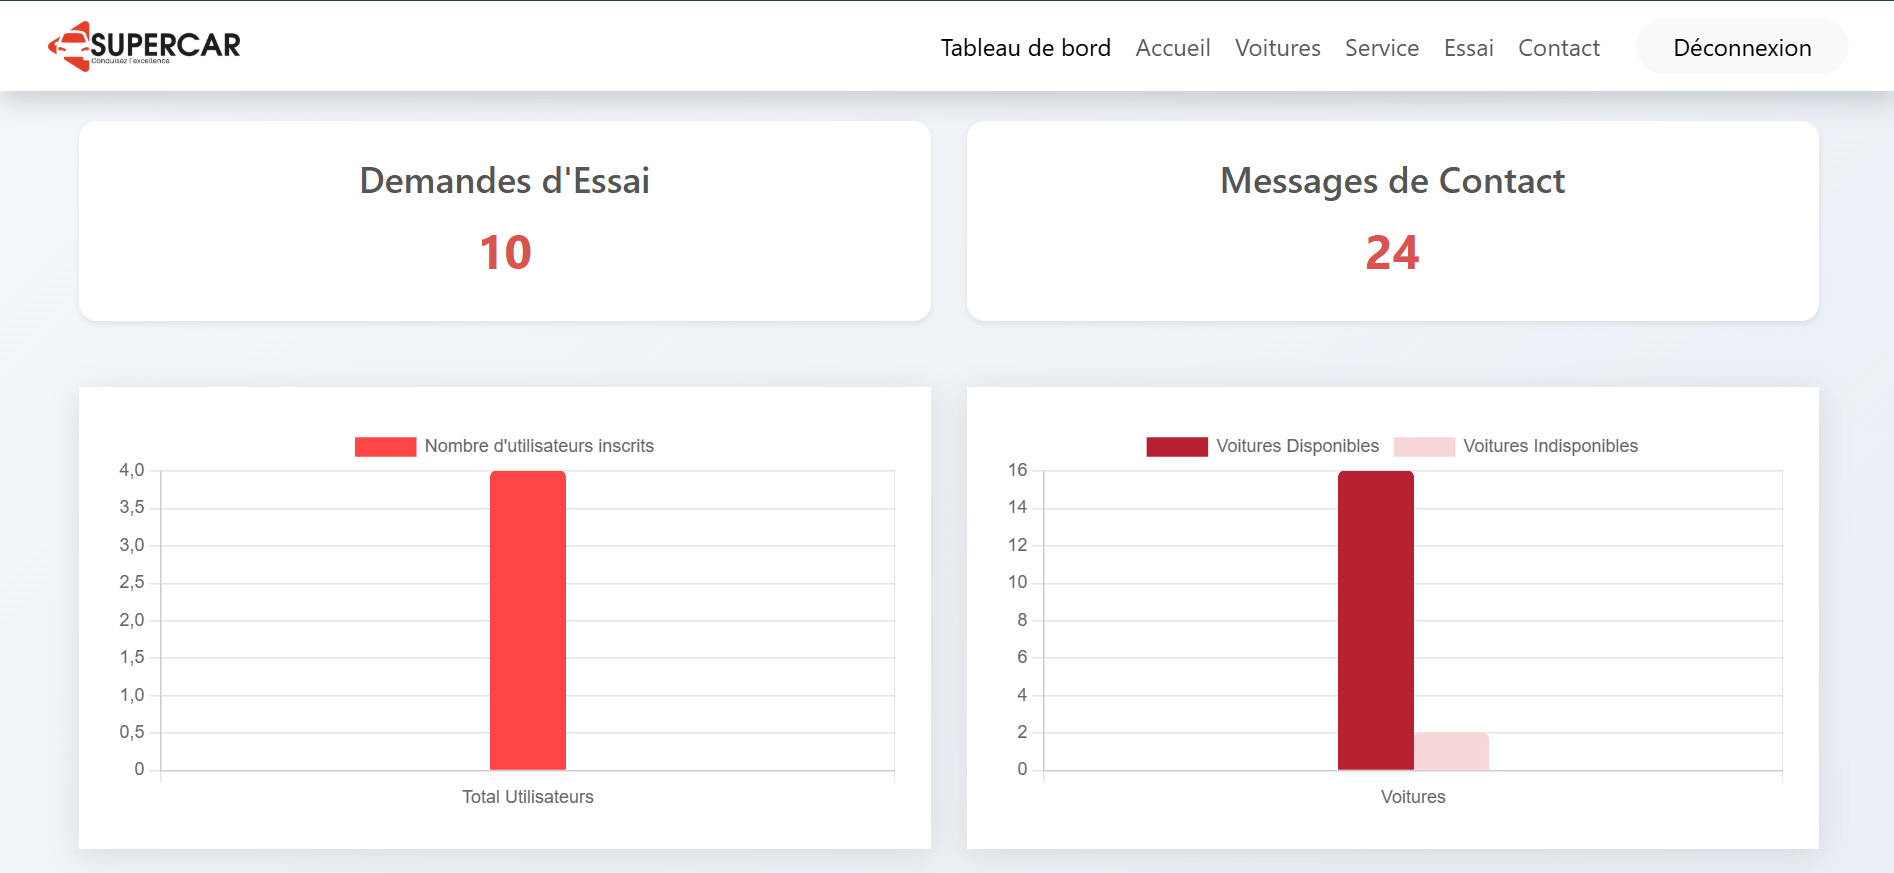 SUPERCAR
Conduisez l'excellence
Tableau de bord Accueil Voitures Service Essai Contact Déconnexion
Demandes d'Essai
10
Messages de Contact
24
Nombre d'utilisateurs inscrits
4,0
3,5
3,0
2,5
2,0
1,5
1,0
0,5
0
Total Utilisateurs
Voitures Disponibles Voitures Indisponibles
16
14
12
10
8
6
4
2
0
Voitures